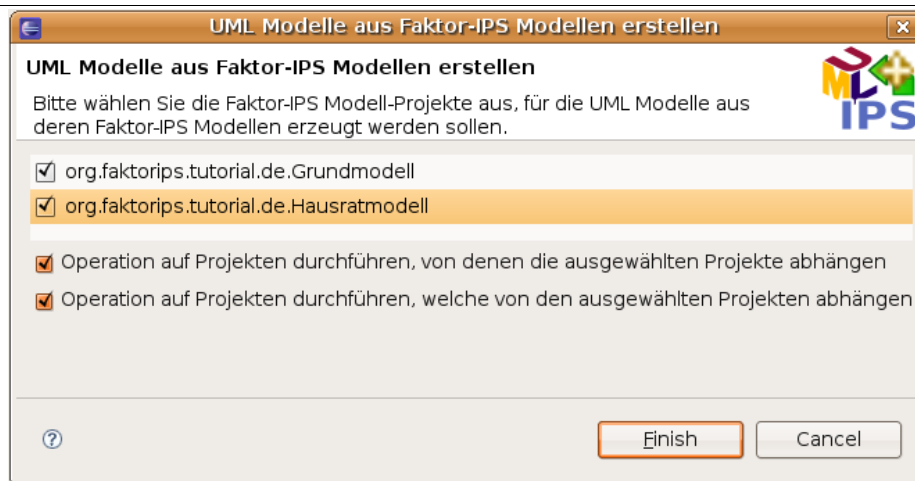 UML Modelle aus Faktor-IPS Modellen erstellen
UML Modelle aus Faktor-IPS Modellen erstellen
Bitte wählen Sie die Faktor-IPS Modell-Projekte aus, für die UML Modelle aus
deren Faktor-IPS Modellen erzeugt werden sollen.
UML
IPS
org.faktorips.tutorial.de.Grundmodell
org.faktorips.tutorial.de.Hausratmodell
Operation auf Projekten durchführen, von denen die ausgewählten Projekte abhängen
Operation auf Projekten durchführen, welche von den ausgewählten Projekten abhängen
Finish
Cancel